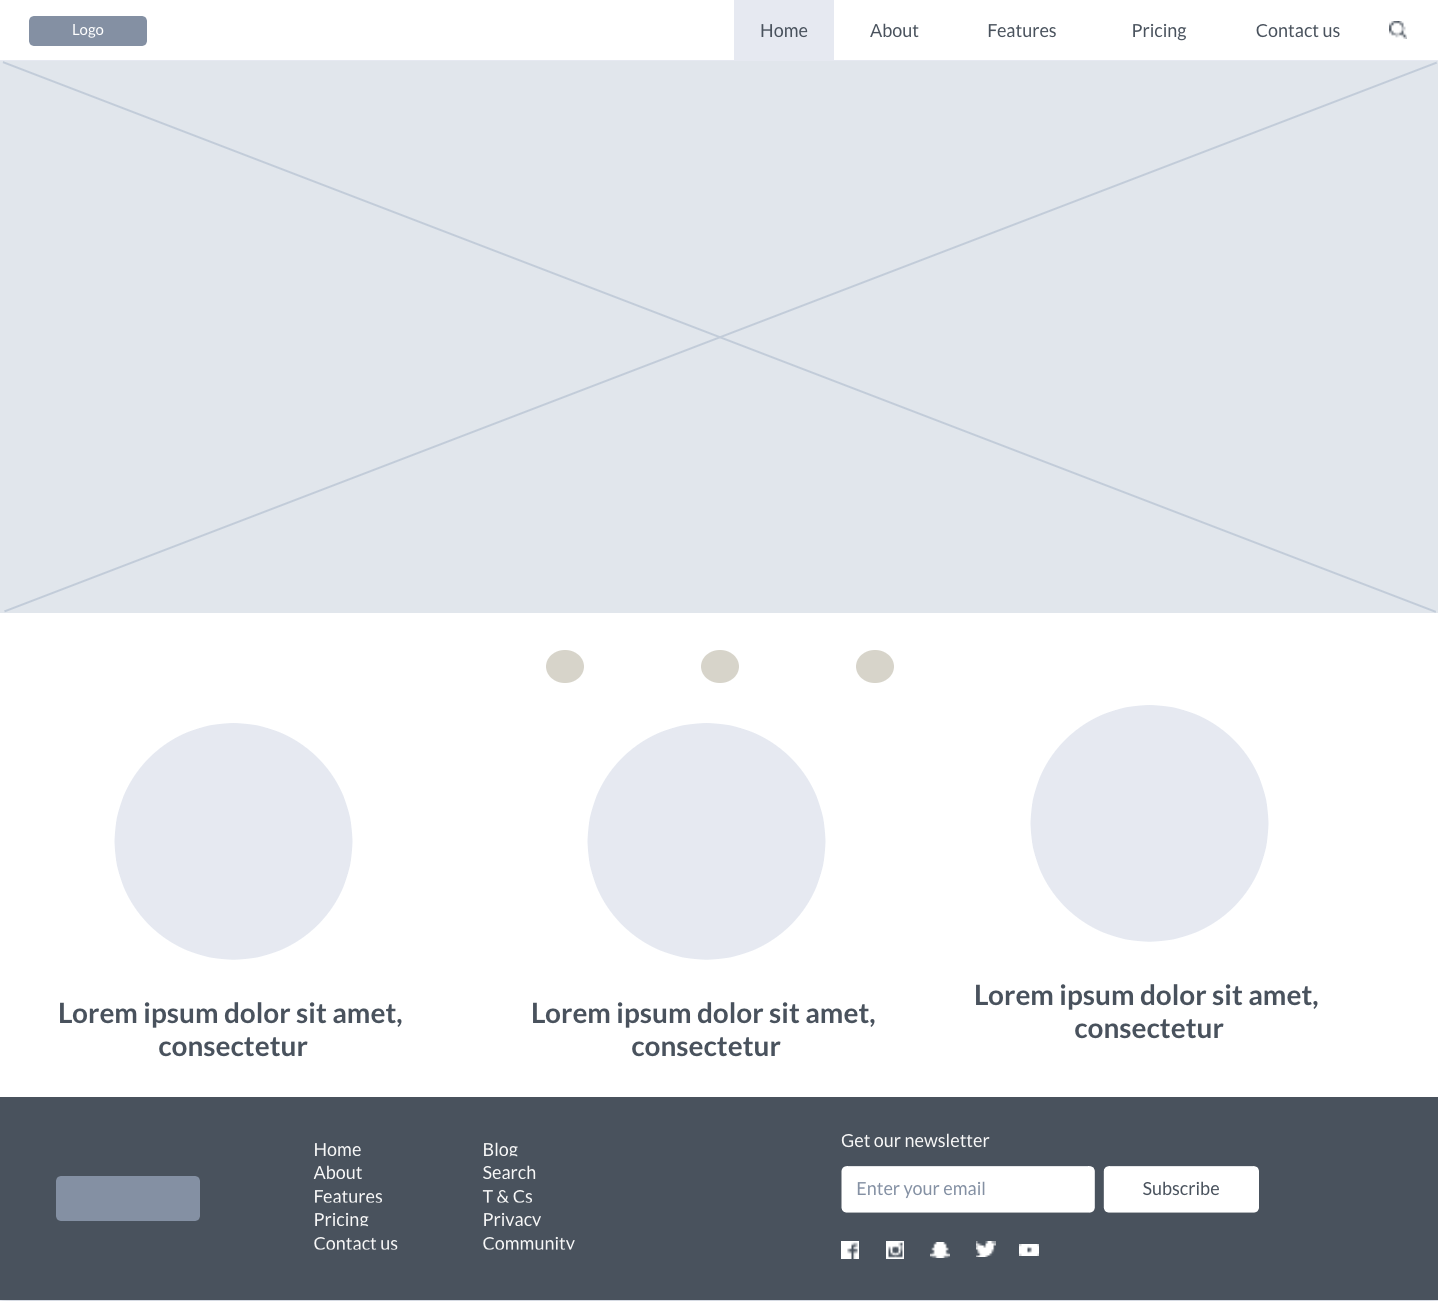 Logo
Home
About
Features
Pricing
Contact us
Lorem ipsum dolor sit amet,
consectetur
Lorem ipsum dolor sit amet,
consectetur
Lorem ipsum dolor sit amet,
consectetur
Home
About
Features
Pricing
Contact us
Blog
Search
T & Cs
Privacy
Community
Get our newsletter
Enter your email
Subscribe